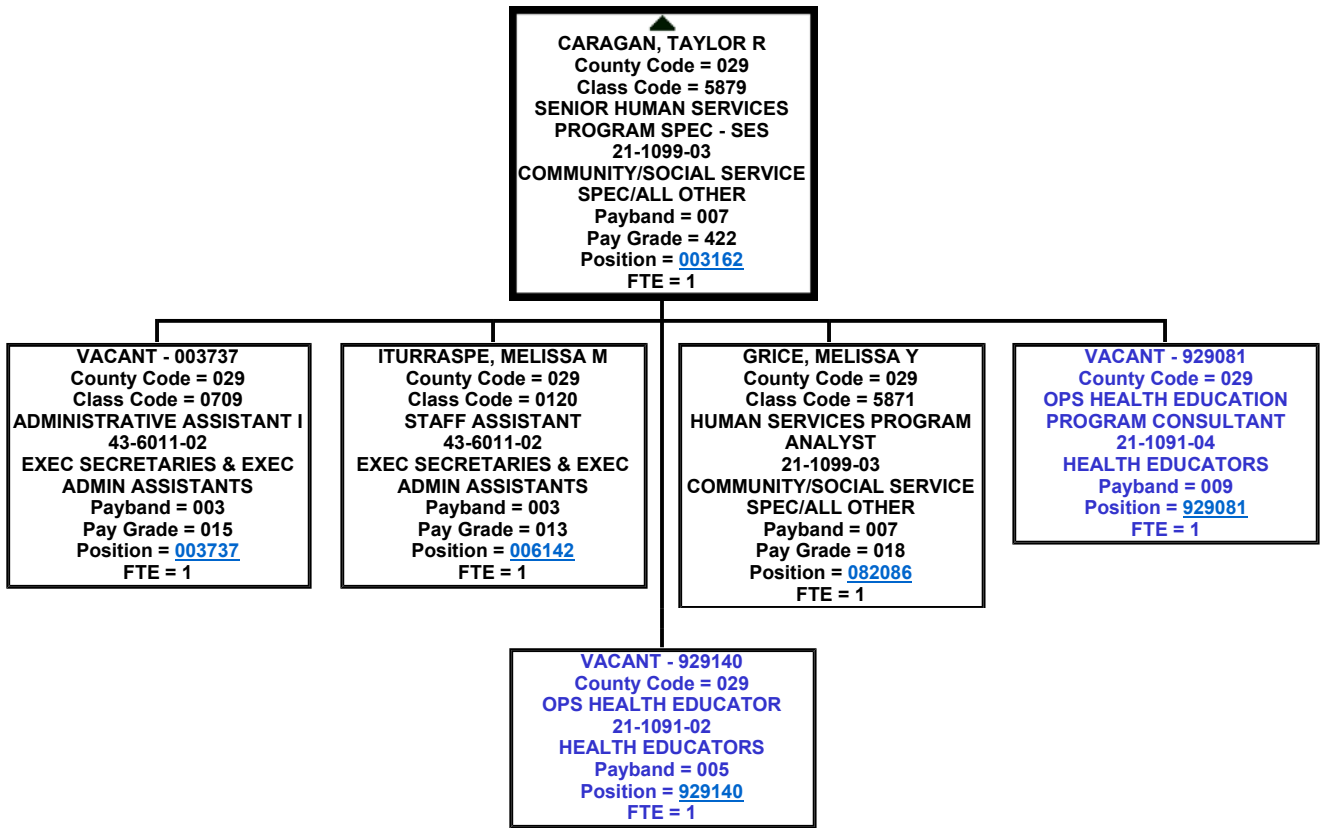 CARAGAN, TAYLOR R
County Code = 029
Class Code = 5879
SENIOR HUMAN SERVICES
PROGRAM SPEC - SES
21-1099-03
COMMUNITY/SOCIAL SERVICE
SPEC/ALL OTHER
Payband = 007
Pay Grade = 422
Position = 003162
FTE = 1
VACANT - 003737
County Code = 029
Class Code = 0709
ADMINISTRATIVE ASSISTANT I
43-6011-02
EXEC SECRETARIES & EXEC
ADMIN ASSISTANTS
Payband = 003
Pay Grade = 015
Position = 003737
FTE = 1
ITURRASPE, MELISSA M
County Code = 029
Class Code = 0120
STAFF ASSISTANT
43-6011-02
EXEC SECRETARIES & EXEC
ADMIN ASSISTANTS
Payband = 003
Pay Grade = 013
Position = 006142
FTE = 1
GRICE, MELISSA Y
County Code = 029
Class Code = 5871
HUMAN SERVICES PROGRAM
ANALYST
21-1099-03
COMMUNITY/SOCIAL SERVICE
SPEC/ALL OTHER
Payband = 007
Pay Grade = 018
Position = 082086
FTE = 1
VACANT - 929081
County Code = 029
OPS HEALTH EDUCATION
PROGRAM CONSULTANT
21-1091-04
HEALTH EDUCATORS
Payband = 009
Position = 929081
FTE = 1
VACANT - 929140
County Code = 029
OPS HEALTH EDUCATOR
21-1091-02
HEALTH EDUCATORS
Payband = 005
Position = 929140
FTE = 1